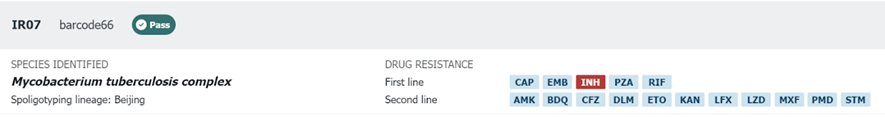 IR07 barcode66 Pass
SPECIES IDENTIFIED
Mycobacterium tuberculosis complex
Spoligotyping lineage: Beijing
DRUG RESISTANCE
First line CAP EMB INH PZA RIF
Second line AMK BDQ CFZ DLM ETO KAN LFX LZD MXF PMD STM